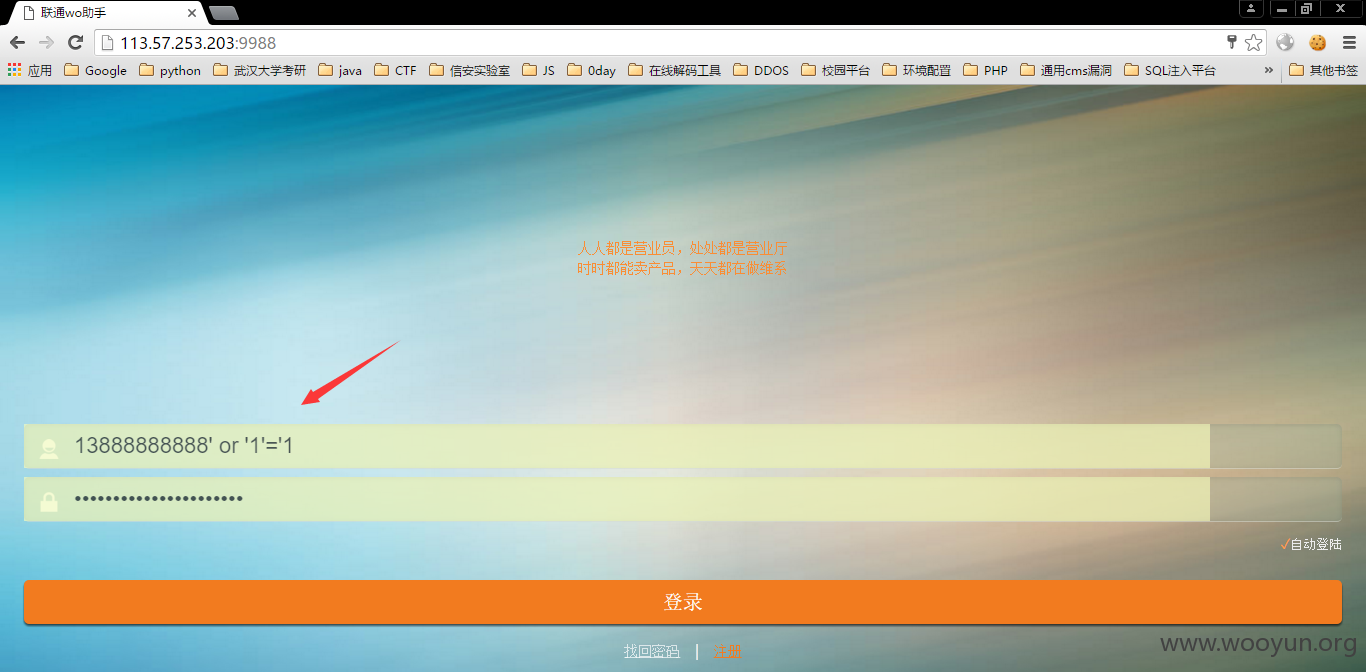 联通wo助手
113.57.253.203:9988
应用 Google python 武汉大学考研 java CTF 信安实验室 JS 0day 在线解码工具 DDOS 校园平台 环境配置 PHP 通用cms漏洞 SQL注入平台 » 其他书签
人人都是营业员，处处都是营业厅
时时都能卖产品，天天都在做维系
13888888888' or '1'='1
••••••••••••••••••••••
✓自动登陆
登录
找回密码 | 注册
www.wooyun.org